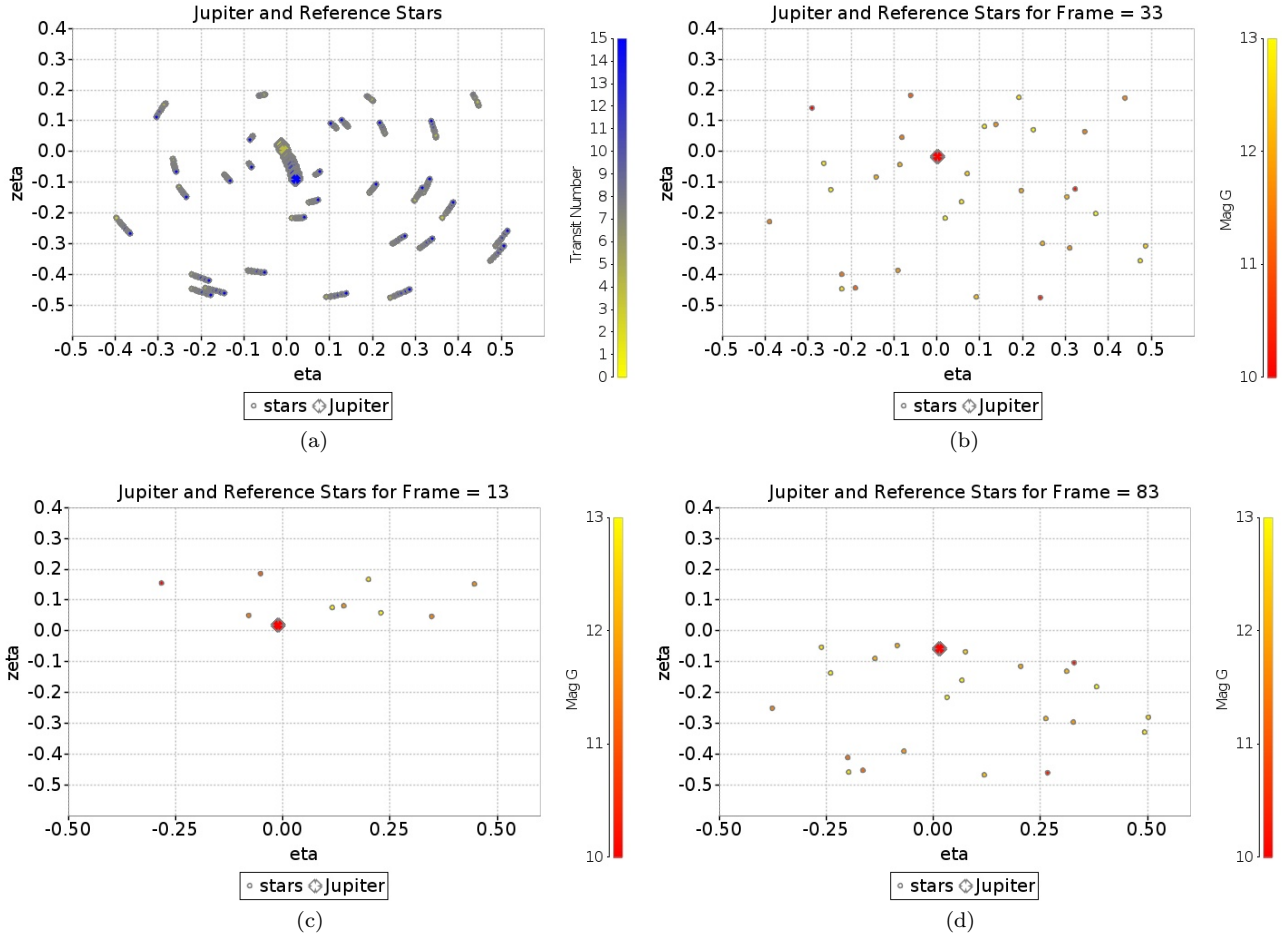 Jupiter and Reference Stars
0.4
0.3
0.2
0.1
0.0
-0.1
-0.2
-0.3
-0.4
-0.5
zeta
-0.5 -0.4 -0.3 -0.2 -0.1 0.0 0.1 0.2 0.3 0.4 0.5
eta
stars Jupiter
15
14
13
12
11
10
9
8
7
6
5
4
3
2
1
0
Transit Number
(a)
Jupiter and Reference Stars for Frame = 33
0.4
0.3
0.2
0.1
0.0
-0.1
-0.2
-0.3
-0.4
-0.5
zeta
-0.5 -0.4 -0.3 -0.2 -0.1 0.0 0.1 0.2 0.3 0.4 0.5
eta
stars Jupiter
13
12
11
10
Mag G
(b)
Jupiter and Reference Stars for Frame = 13
0.4
0.3
0.2
0.1
0.0
-0.1
-0.2
-0.3
-0.4
-0.5
zeta
-0.50 -0.25 0.00 0.25 0.50
eta
stars Jupiter
13
12
11
10
Mag G
(c)
Jupiter and Reference Stars for Frame = 83
0.4
0.3
0.2
0.1
0.0
-0.1
-0.2
-0.3
-0.4
-0.5
zeta
-0.50 -0.25 0.00 0.25 0.50
eta
stars Jupiter
13
12
11
10
Mag G
(d)